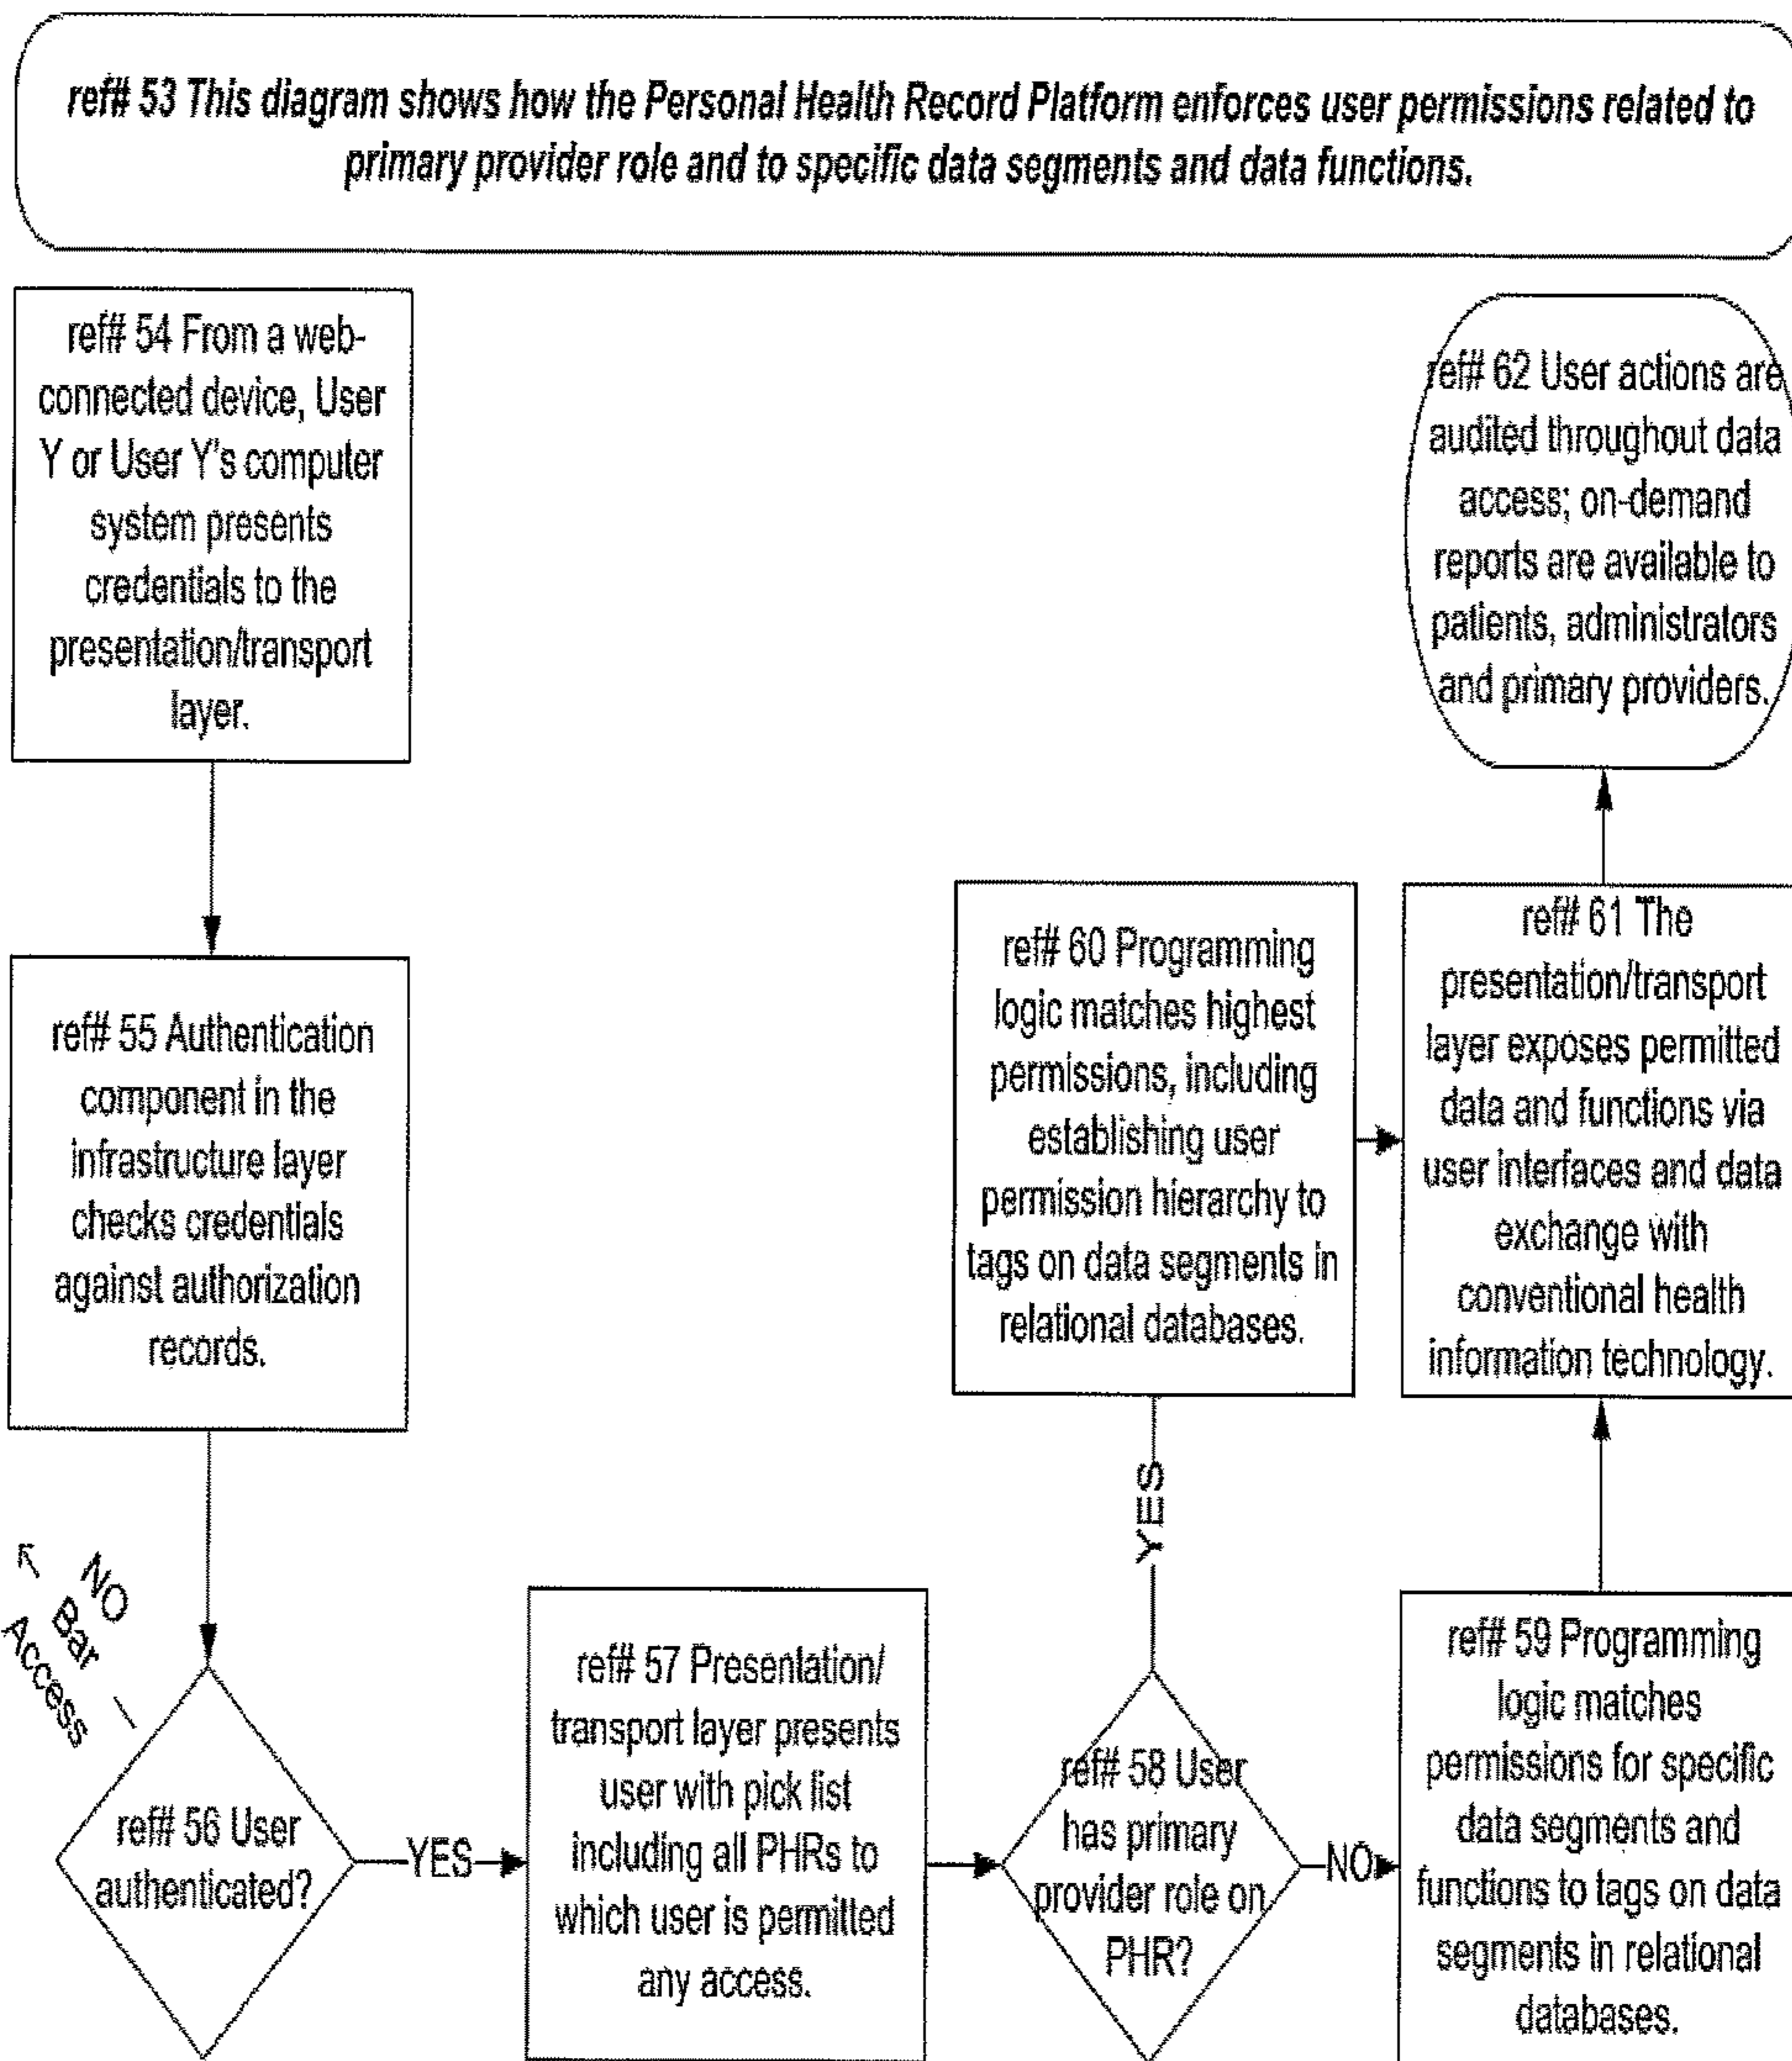 ref# 53 This diagram shows how the Personal Health Record Platform enforces user permissions related to
primary provider role and to specific data segments and data functions.
ref# 54 From a web-
connected device, User
Y or User Y's computer
system presents
credentials to the
presentation/transport
layer.
ref# 55 Authentication
component in the
infrastructure layer
checks credentials
against authorization
records.
NO
Bar
Access
ref# 56 User
authenticated?
YES
ref# 57 Presentation/
transport layer presents
user with pick list
including all PHRs to
which user is permitted
any access.
ref# 58 User
has primary
provider role on
PHR?
NO
ref# 59 Programming
logic matches
permissions for specific
data segments and
functions to tags on data
segments in relational
databases.
YES
ref# 60 Programming
logic matches highest
permissions, including
establishing user
permission hierarchy to
tags on data segments in
relational databases.
ref# 61 The
presentation/transport
layer exposes permitted
data and functions via
user interfaces and data
exchange with
conventional health
information technology.
ref# 62 User actions are
audited throughout data
access; on-demand
reports are available to
patients, administrators
and primary providers.